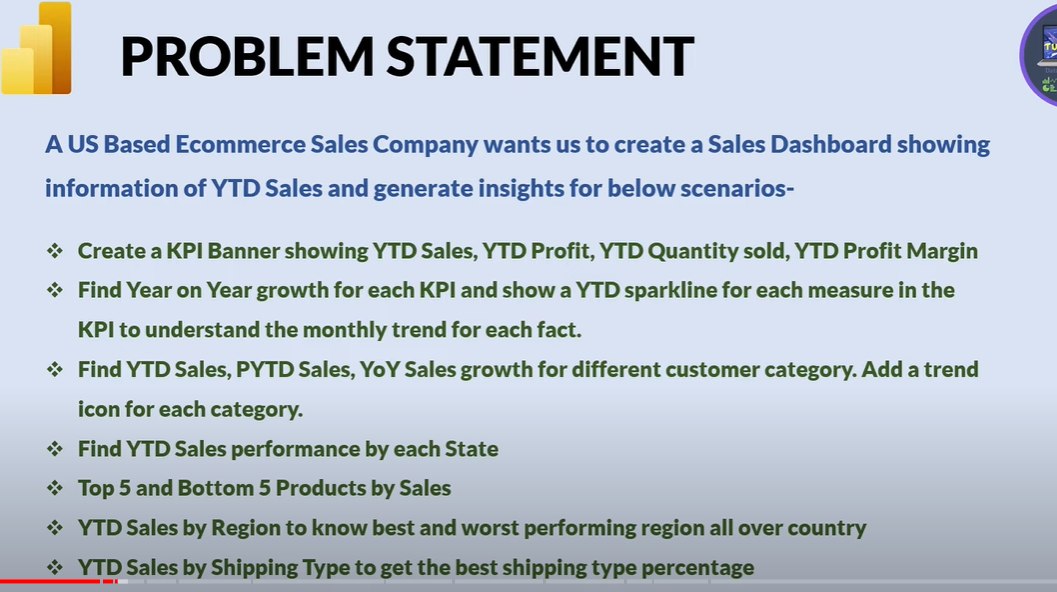 PROBLEM STATEMENT
A US Based Ecommerce Sales Company wants us to create a Sales Dashboard showing
information of YTD Sales and generate insights for below scenarios-
❖ Create a KPI Banner showing YTD Sales, YTD Profit, YTD Quantity sold, YTD Profit Margin
❖ Find Year on Year growth for each KPI and show a YTD sparkline for each measure in the
KPI to understand the monthly trend for each fact.
❖ Find YTD Sales, PYTD Sales, YoY Sales growth for different customer category. Add a trend
icon for each category.
❖ Find YTD Sales performance by each State
❖ Top 5 and Bottom 5 Products by Sales
❖ YTD Sales by Region to know best and worst performing region all over country
❖ YTD Sales by Shipping Type to get the best shipping type percentage